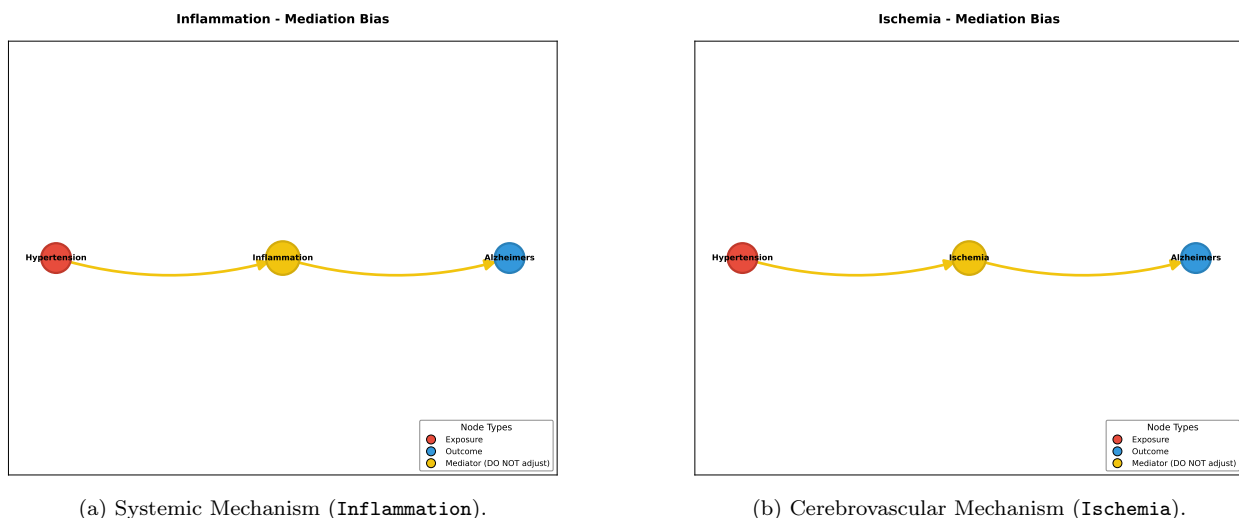 Inflammation - Mediation Bias
Hypertension
Inflammation
Alzheimers
Node Types
Exposure
Outcome
Mediator (DO NOT adjust)
(a) Systemic Mechanism (Inflammation).
Ischemia - Mediation Bias
Hypertension
Ischemia
Alzheimers
Node Types
Exposure
Outcome
Mediator (DO NOT adjust)
(b) Cerebrovascular Mechanism (Ischemia).